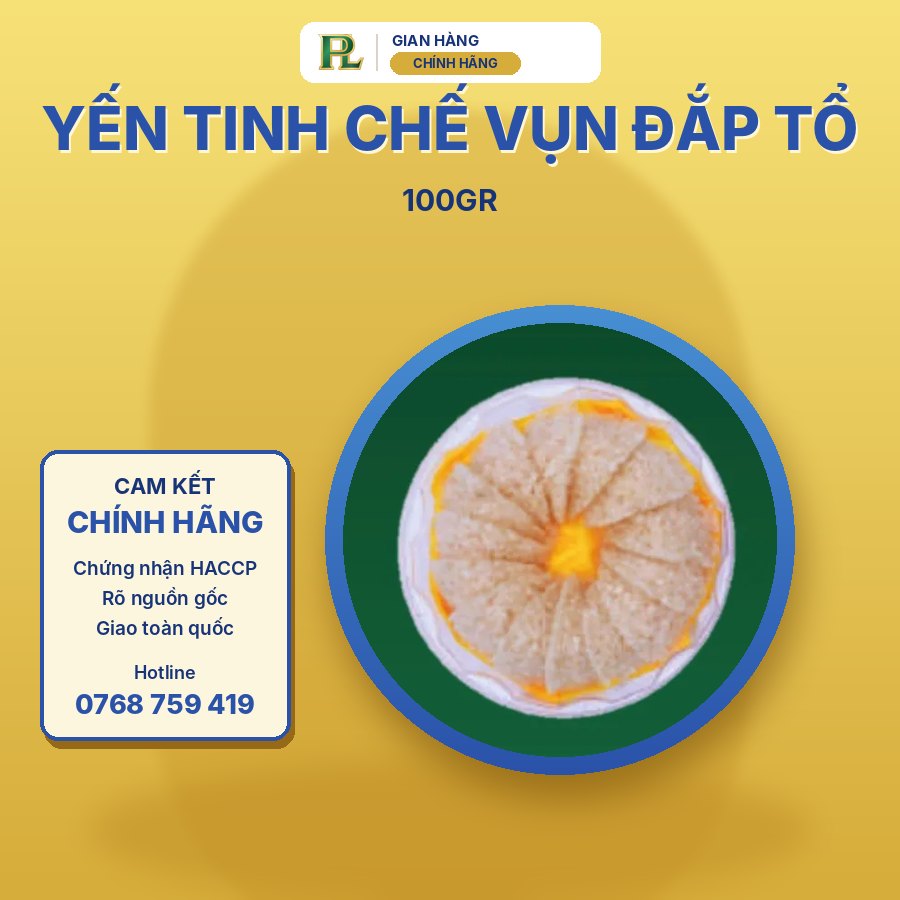 PL
GIAN HÀNG
CHÍNH HÃNG
YẾN TINH CHẾ VỤN ĐẮP TỔ
100GR
CAM KẾT
CHÍNH HÃNG
Chứng nhận HACCP
Rõ nguồn gốc
Giao toàn quốc
Hotline
0768 759 419